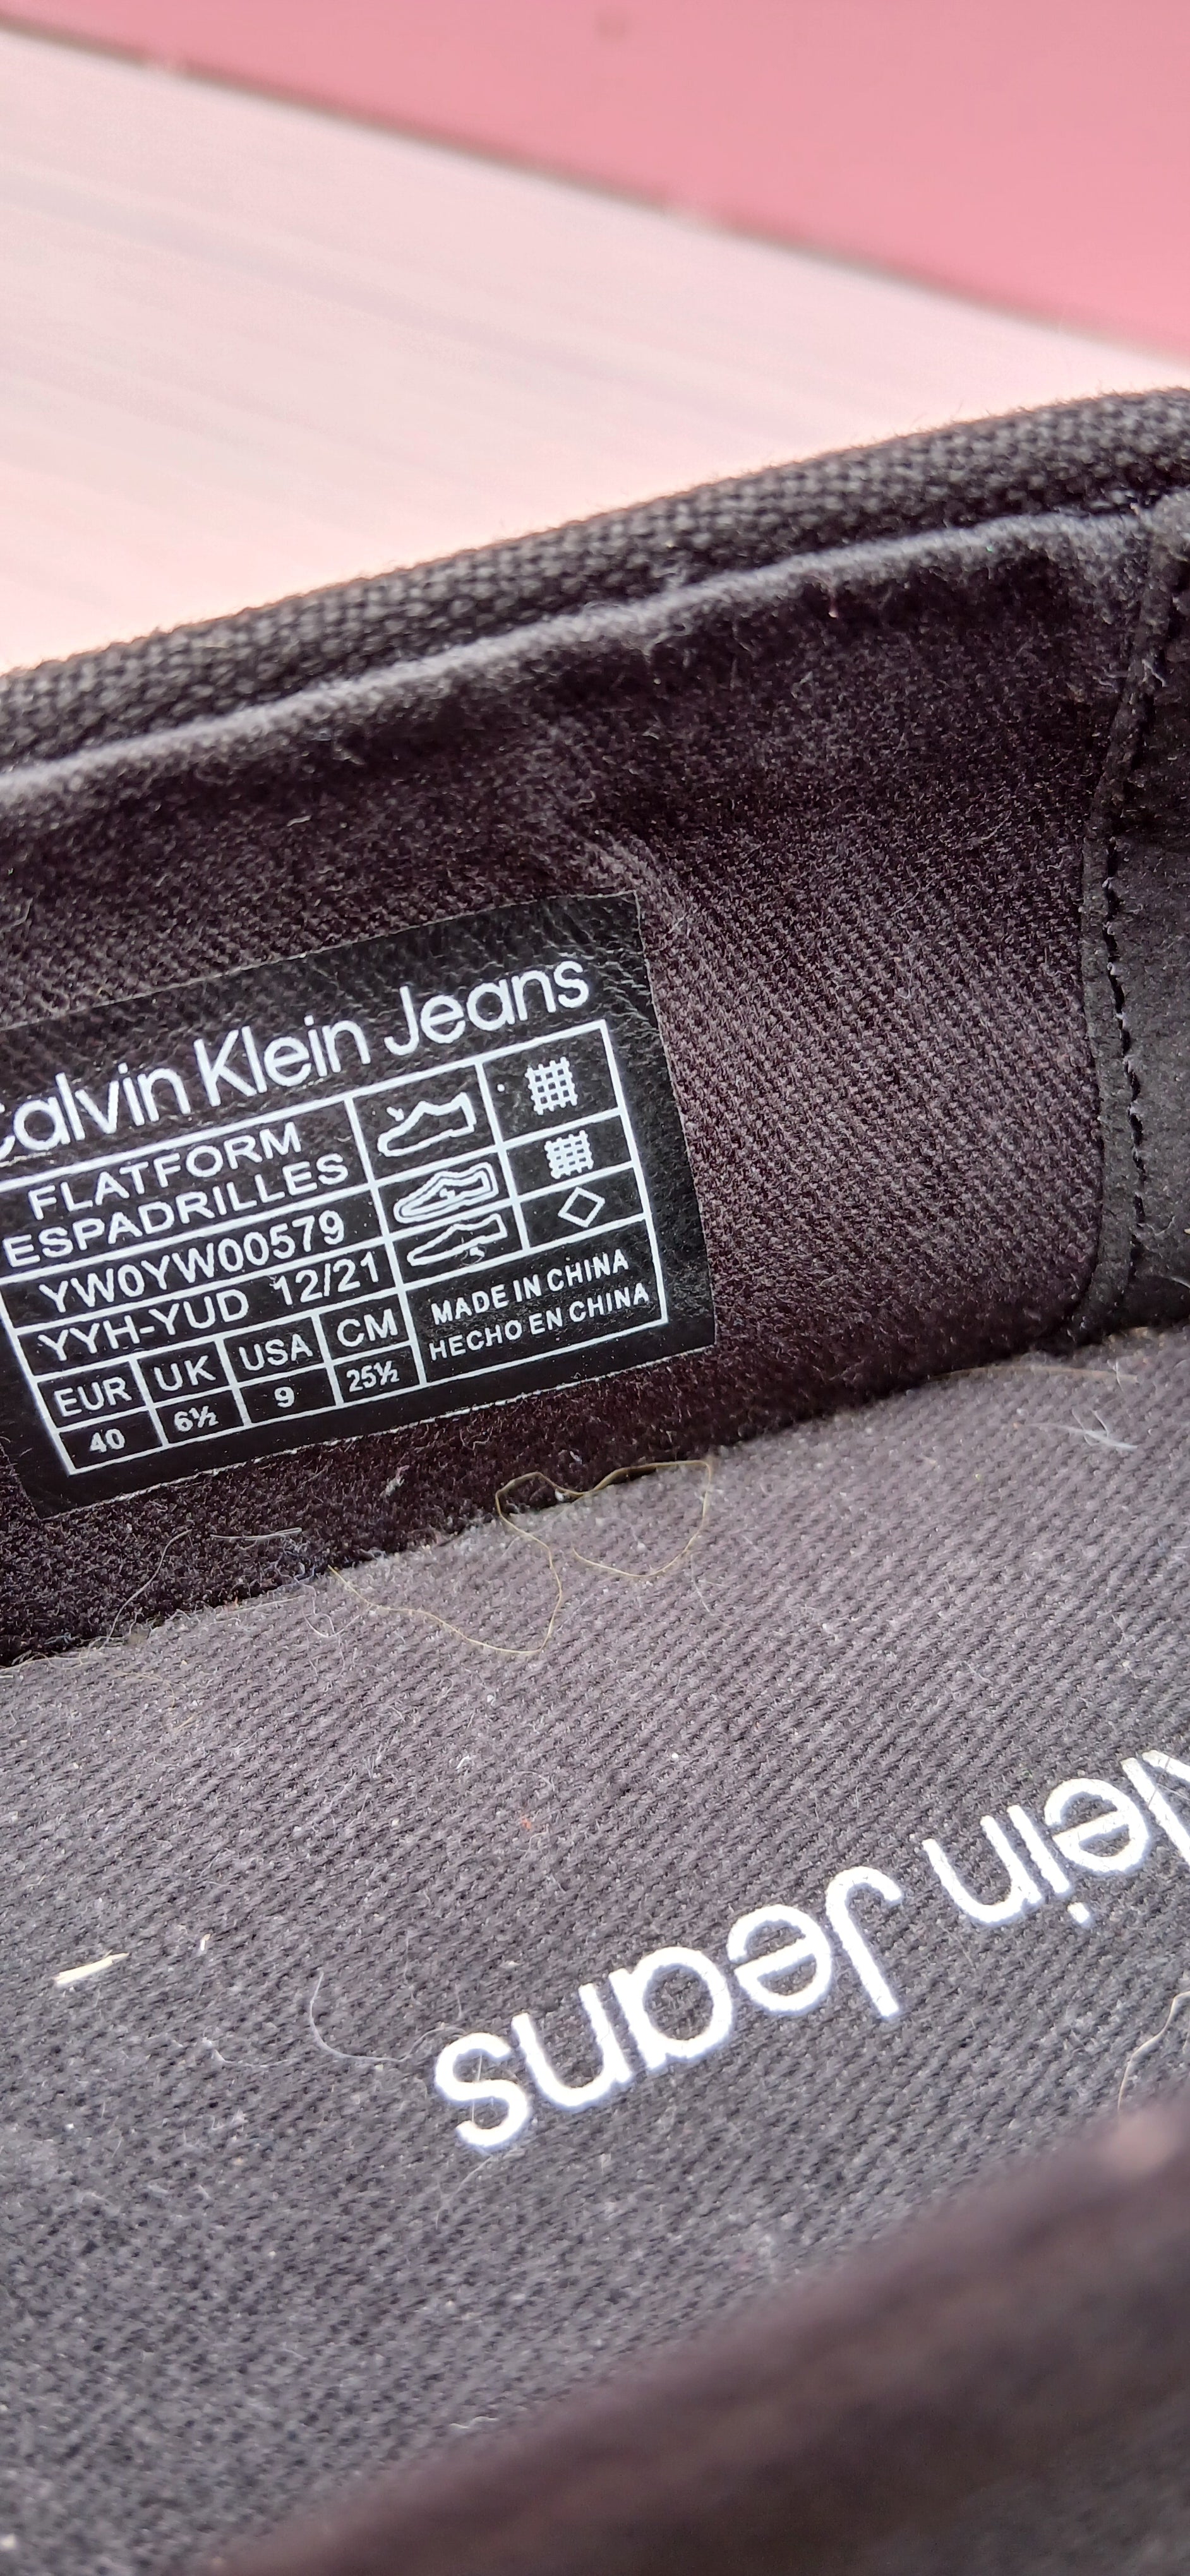 Calvin Klein Jeans
FLATFORM
ESPADRILLES
YW0YW00579
YYH-YUD 12/21
EUR UK USA CM
40 6½ 9 25½
MADE IN CHINA
HECHO EN CHINA
Klein Jeans